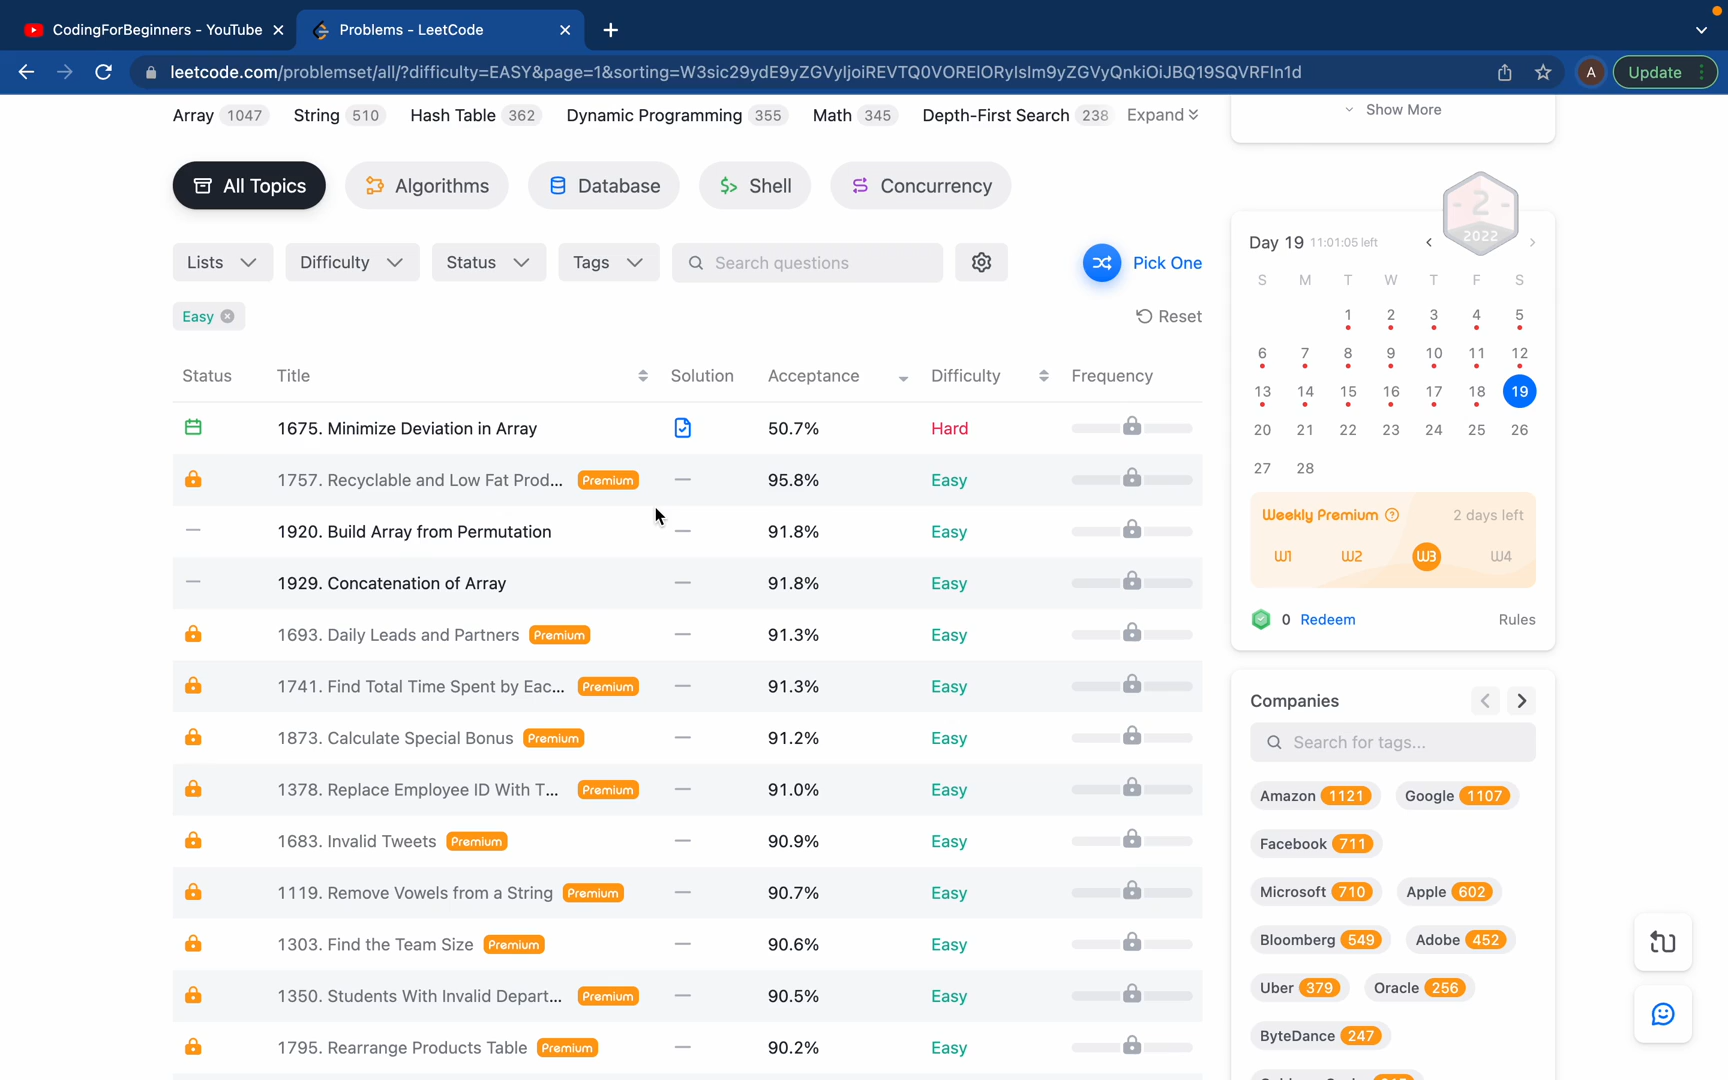 CodingForBeginners - YouTube
Problems - LeetCode
leetcode.com/problemset/all/?difficulty=EASY&page=1&sorting=W3sic29ydE9yZGVyIjoiREVTQ0VORElORyIsIm9yZGVyQnkiOiJBQ19SQVRFIn1d
A
Update
Array 1047 String 510 Hash Table 362 Dynamic Programming 355 Math 345 Depth-First Search 238 Expand
Show More
All Topics Algorithms Database Shell Concurrency
Lists Difficulty Status Tags Search questions Pick One
Easy Reset
Status Title Solution Acceptance Difficulty Frequency
1675. Minimize Deviation in Array 50.7% Hard
1757. Recyclable and Low Fat Prod... Premium — 95.8% Easy
— 1920. Build Array from Permutation — 91.8% Easy
— 1929. Concatenation of Array — 91.8% Easy
1693. Daily Leads and Partners Premium — 91.3% Easy
1741. Find Total Time Spent by Eac... Premium — 91.3% Easy
1873. Calculate Special Bonus Premium — 91.2% Easy
1378. Replace Employee ID With T... Premium — 91.0% Easy
1683. Invalid Tweets Premium — 90.9% Easy
1119. Remove Vowels from a String Premium — 90.7% Easy
1303. Find the Team Size Premium — 90.6% Easy
1350. Students With Invalid Depart... Premium — 90.5% Easy
1795. Rearrange Products Table Premium — 90.2% Easy
- 2 -
2022
Day 19 11:01:05 left
S M T W T F S
1 2 3 4 5
6 7 8 9 10 11 12
13 14 15 16 17 18 19
20 21 22 23 24 25 26
27 28
Weekly Premium 2 days left
W1 W2 W3 W4
0 Redeem Rules
Companies
Search for tags...
Amazon 1121 Google 1107
Facebook 711
Microsoft 710 Apple 602
Bloomberg 549 Adobe 452
Uber 379 Oracle 256
ByteDance 247